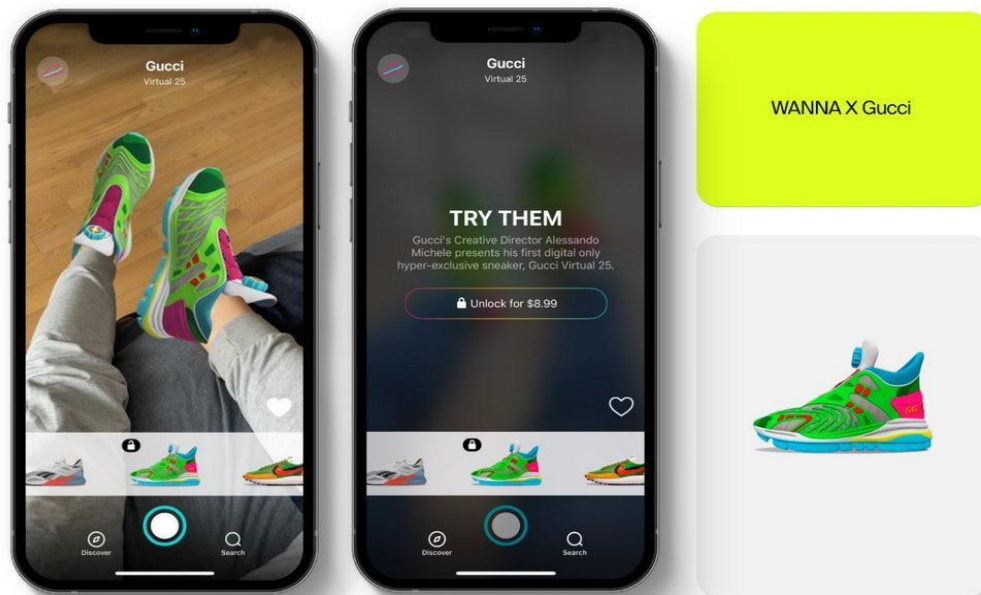 Gucci
Virtual 25
Discover
Search
Gucci
Virtual 25
TRY THEM
Gucci's Creative Director Alessando
Michele presents his first digital only
hyper-exclusive sneaker, Gucci Virtual 25.
Unlock for $8.99
Discover
Search
WANNA X Gucci
GG